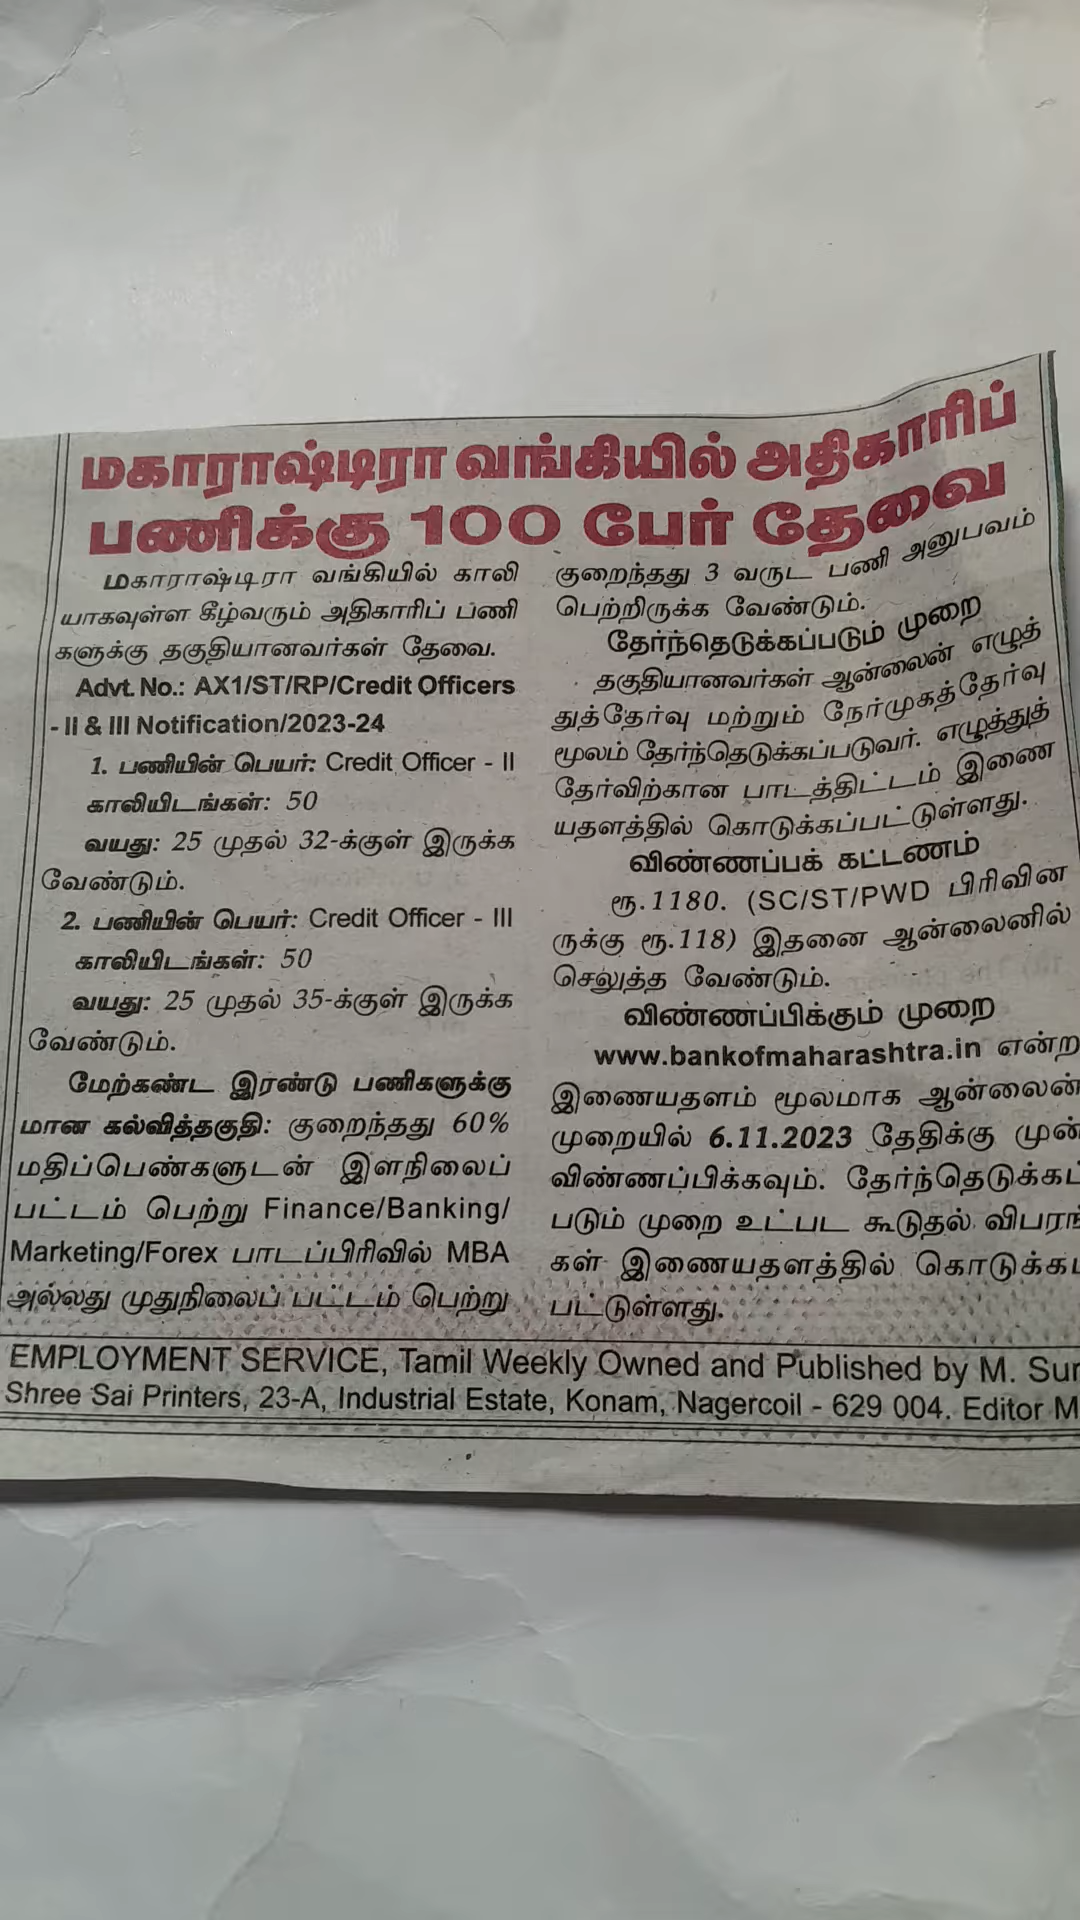 மகாராஷ்டிரா வங்கியில் அதிகாரிப்
பணிக்கு 100 பேர் தேவை
மகாராஷ்டிரா வங்கியில் காலி
யாகவுள்ள கீழ்வரும் அதிகாரிப் பணி
களுக்கு தகுதியானவர்கள் தேவை.
Advt. No.: AX1/ST/RP/Credit Officers
- II & III Notification/2023-24
1. பணியின் பெயர்: Credit Officer - II
காலியிடங்கள்: 50
வயது: 25 முதல் 32-க்குள் இருக்க
வேண்டும்.
2. பணியின் பெயர்: Credit Officer - III
காலியிடங்கள்: 50
வயது: 25 முதல் 35-க்குள் இருக்க
வேண்டும்.
மேற்கண்ட இரண்டு பணிகளுக்கு
மான கல்வித்தகுதி: குறைந்தது 60%
மதிப்பெண்களுடன் இளநிலைப்
பட்டம் பெற்று Finance/Banking/
Marketing/Forex பாடப்பிரிவில் MBA
அல்லது முதுநிலைப் பட்டம் பெற்று
குறைந்தது 3 வருட பணி அனுபவம்
பெற்றிருக்க வேண்டும்.
தேர்ந்தெடுக்கப்படும் முறை
தகுதியானவர்கள் ஆன்லைன் எழுத்
துத்தேர்வு மற்றும் நேர்முகத்தேர்வு
மூலம் தேர்ந்தெடுக்கப்படுவர். எழுத்துத்
தேர்விற்கான பாடத்திட்டம் இணை
யதளத்தில் கொடுக்கப்பட்டுள்ளது.
விண்ணப்பக் கட்டணம்
ரூ.1180. (SC/ST/PWD பிரிவின
ருக்கு ரூ.118) இதனை ஆன்லைனில்
செலுத்த வேண்டும்.
விண்ணப்பிக்கும் முறை
www.bankofmaharashtra.in என்ற
இணையதளம் மூலமாக ஆன்லைன்
முறையில் 6.11.2023 தேதிக்கு முன்
விண்ணப்பிக்கவும். தேர்ந்தெடுக்கப்
படும் முறை உட்பட கூடுதல் விபரங்
கள் இணையதளத்தில் கொடுக்கப்
பட்டுள்ளது.
EMPLOYMENT SERVICE, Tamil Weekly Owned and Published by M.
Shree Sai Printers, 23-A, Industrial Estate, Konam, Nagercoil - 629 004. Editor